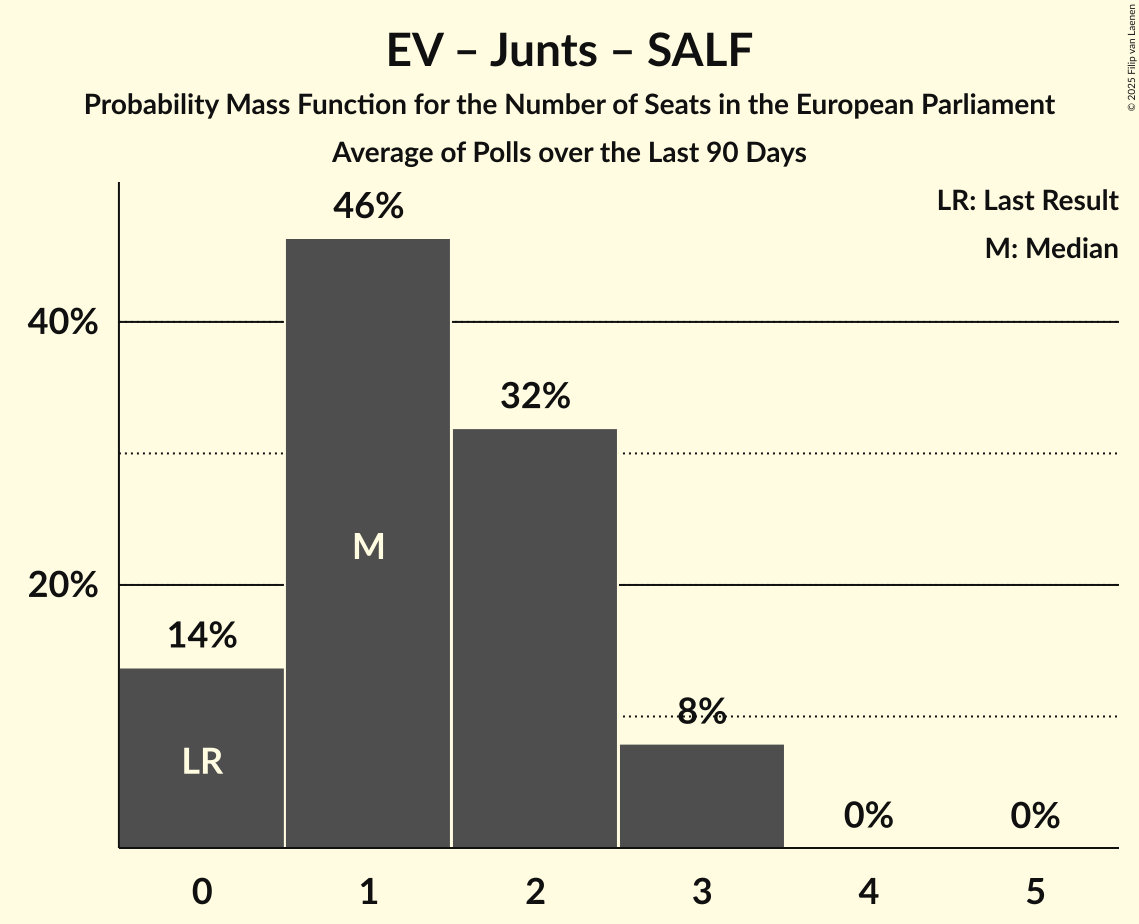 EV – Junts – SALF
Probability Mass Function for the Number of Seats in the European Parliament
Average of Polls over the Last 90 Days
© 2025 Filip van Laenen
LR: Last Result
M: Median
46%
40%
32%
M
20%
14%
8%
LR
0%
0%
0
1
2
3
4
5